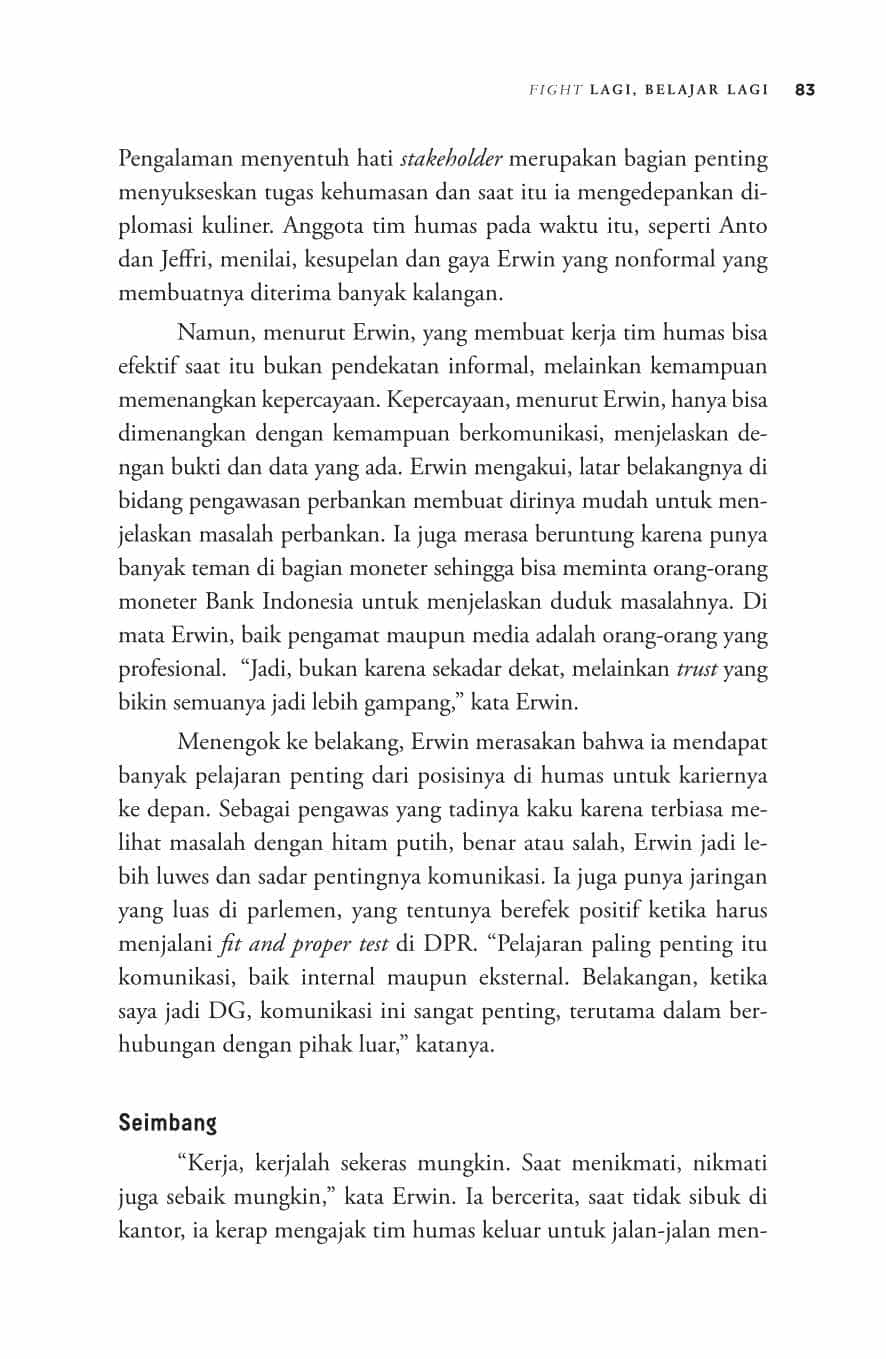 FIGHT LAGI, BELAJAR LAGI 83
Pengalaman menyentuh hati stakeholder merupakan bagian penting
menyukseskan tugas kehumasan dan saat itu ia mengedepankan di-
plomasi kuliner. Anggota tim humas pada waktu itu, seperti Anto
dan Jeffri, menilai, kesupelan dan gaya Erwin yang nonformal yang
membuatnya diterima banyak kalangan.
Namun, menurut Erwin, yang membuat kerja tim humas bisa
efektif saat itu bukan pendekatan informal, melainkan kemampuan
memenangkan kepercayaan. Kepercayaan, menurut Erwin, hanya bisa
dimenangkan dengan kemampuan berkomunikasi, menjelaskan de-
ngan bukti dan data yang ada. Erwin mengakui, latar belakangnya di
bidang pengawasan perbankan membuat dirinya mudah untuk men-
jelaskan masalah perbankan. Ia juga merasa beruntung karena punya
banyak teman di bagian moneter sehingga bisa meminta orang-orang
moneter Bank Indonesia untuk menjelaskan duduk masalahnya. Di
mata Erwin, baik pengamat maupun media adalah orang-orang yang
profesional. “Jadi, bukan karena sekadar dekat, melainkan trust yang
bikin semuanya jadi lebih gampang,” kata Erwin.
Menengok ke belakang, Erwin merasakan bahwa ia mendapat
banyak pelajaran penting dari posisinya di humas untuk kariernya
ke depan. Sebagai pengawas yang tadinya kaku karena terbiasa me-
lihat masalah dengan hitam putih, benar atau salah, Erwin jadi le-
bih luwes dan sadar pentingnya komunikasi. Ia juga punya jaringan
yang luas di parlemen, yang tentunya berefek positif ketika harus
menjalani fit and proper test di DPR. “Pelajaran paling penting itu
komunikasi, baik internal maupun eksternal. Belakangan, ketika
saya jadi DG, komunikasi ini sangat penting, terutama dalam ber-
hubungan dengan pihak luar,” katanya.
Seimbang
“Kerja, kerjalah sekeras mungkin. Saat menikmati, nikmati
juga sebaik mungkin,” kata Erwin. Ia bercerita, saat tidak sibuk di
kantor, ia kerap mengajak tim humas keluar untuk jalan-jalan men-